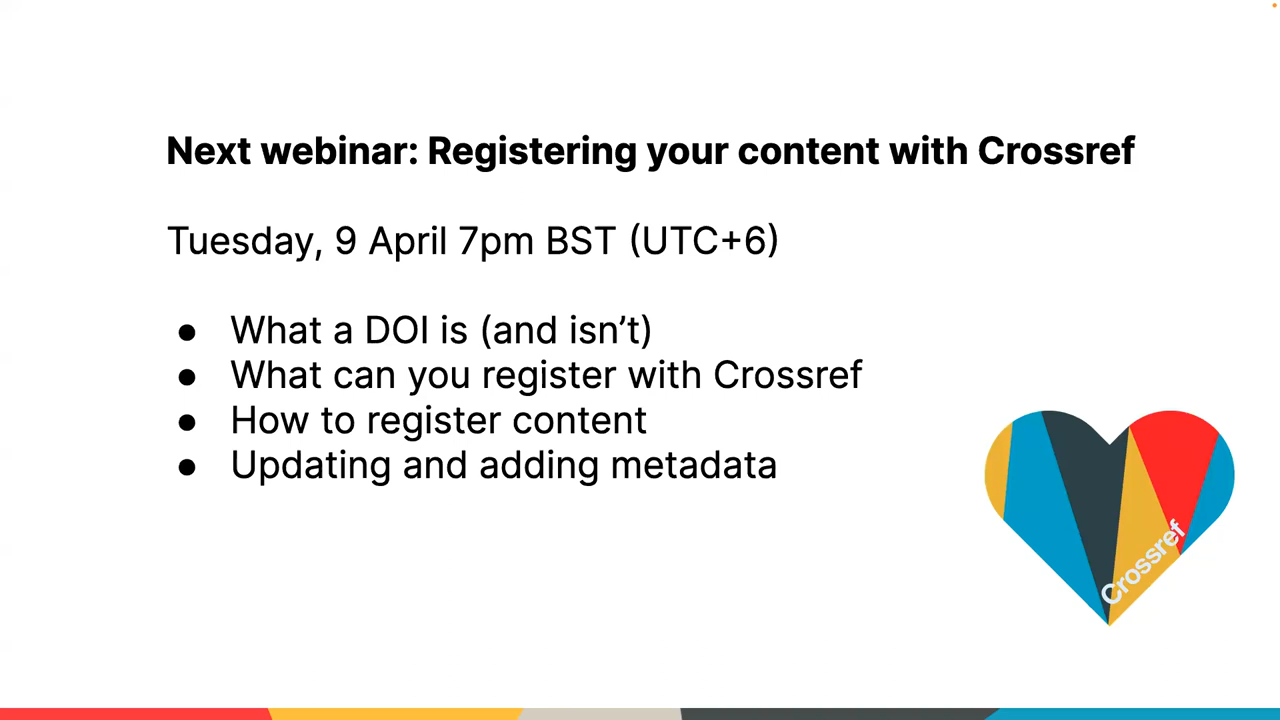 Next webinar: Registering your content with Crossref
Tuesday, 9 April 7pm BST (UTC+6)
● What a DOI is (and isn’t)
● What can you register with Crossref
● How to register content
● Updating and adding metadata
Crossref